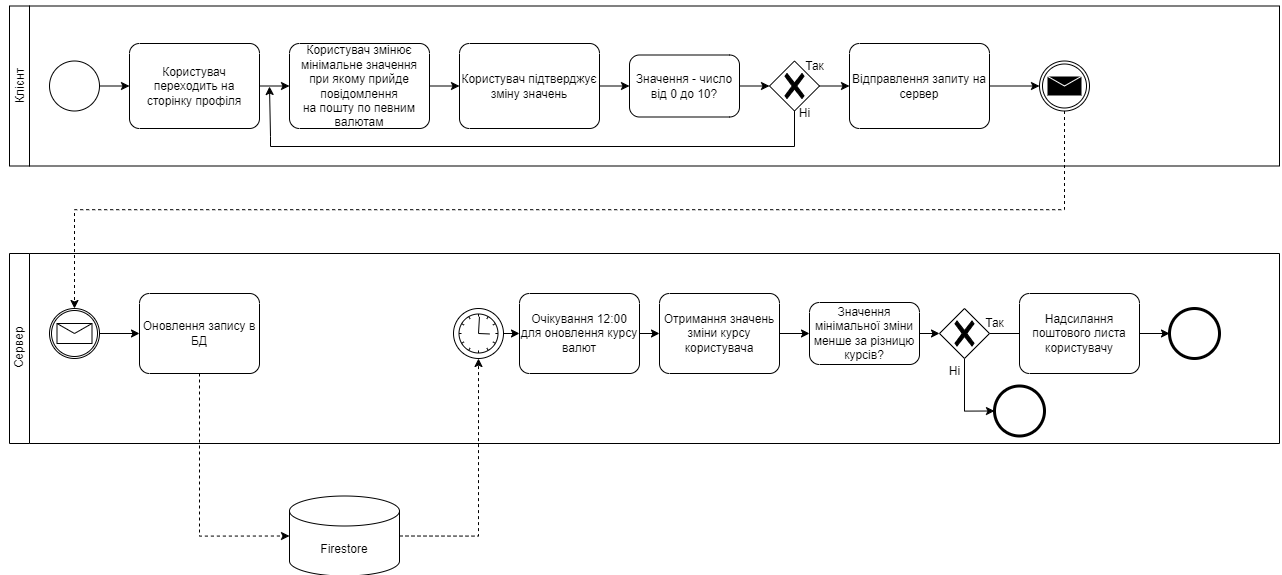 Клієнт
Користувач
переходить на
сторінку профіля
Користувач змінює
мінімальне значення
при якому прийде
повідомлення
на пошту по певним
валютам
Користувач підтверджує
зміну значень
Значення - число
від 0 до 10?
Так
Ні
Відправлення запиту на
сервер
Сервер
Оновлення запису в
БД
Очікування 12:00
для оновлення курсу
валют
Отримання значень
зміни курсу
користувача
Значення
мінімальної зміни
менше за різницю
курсів?
Так
Ні
Надсилання
поштового листа
користувачу
Firestore